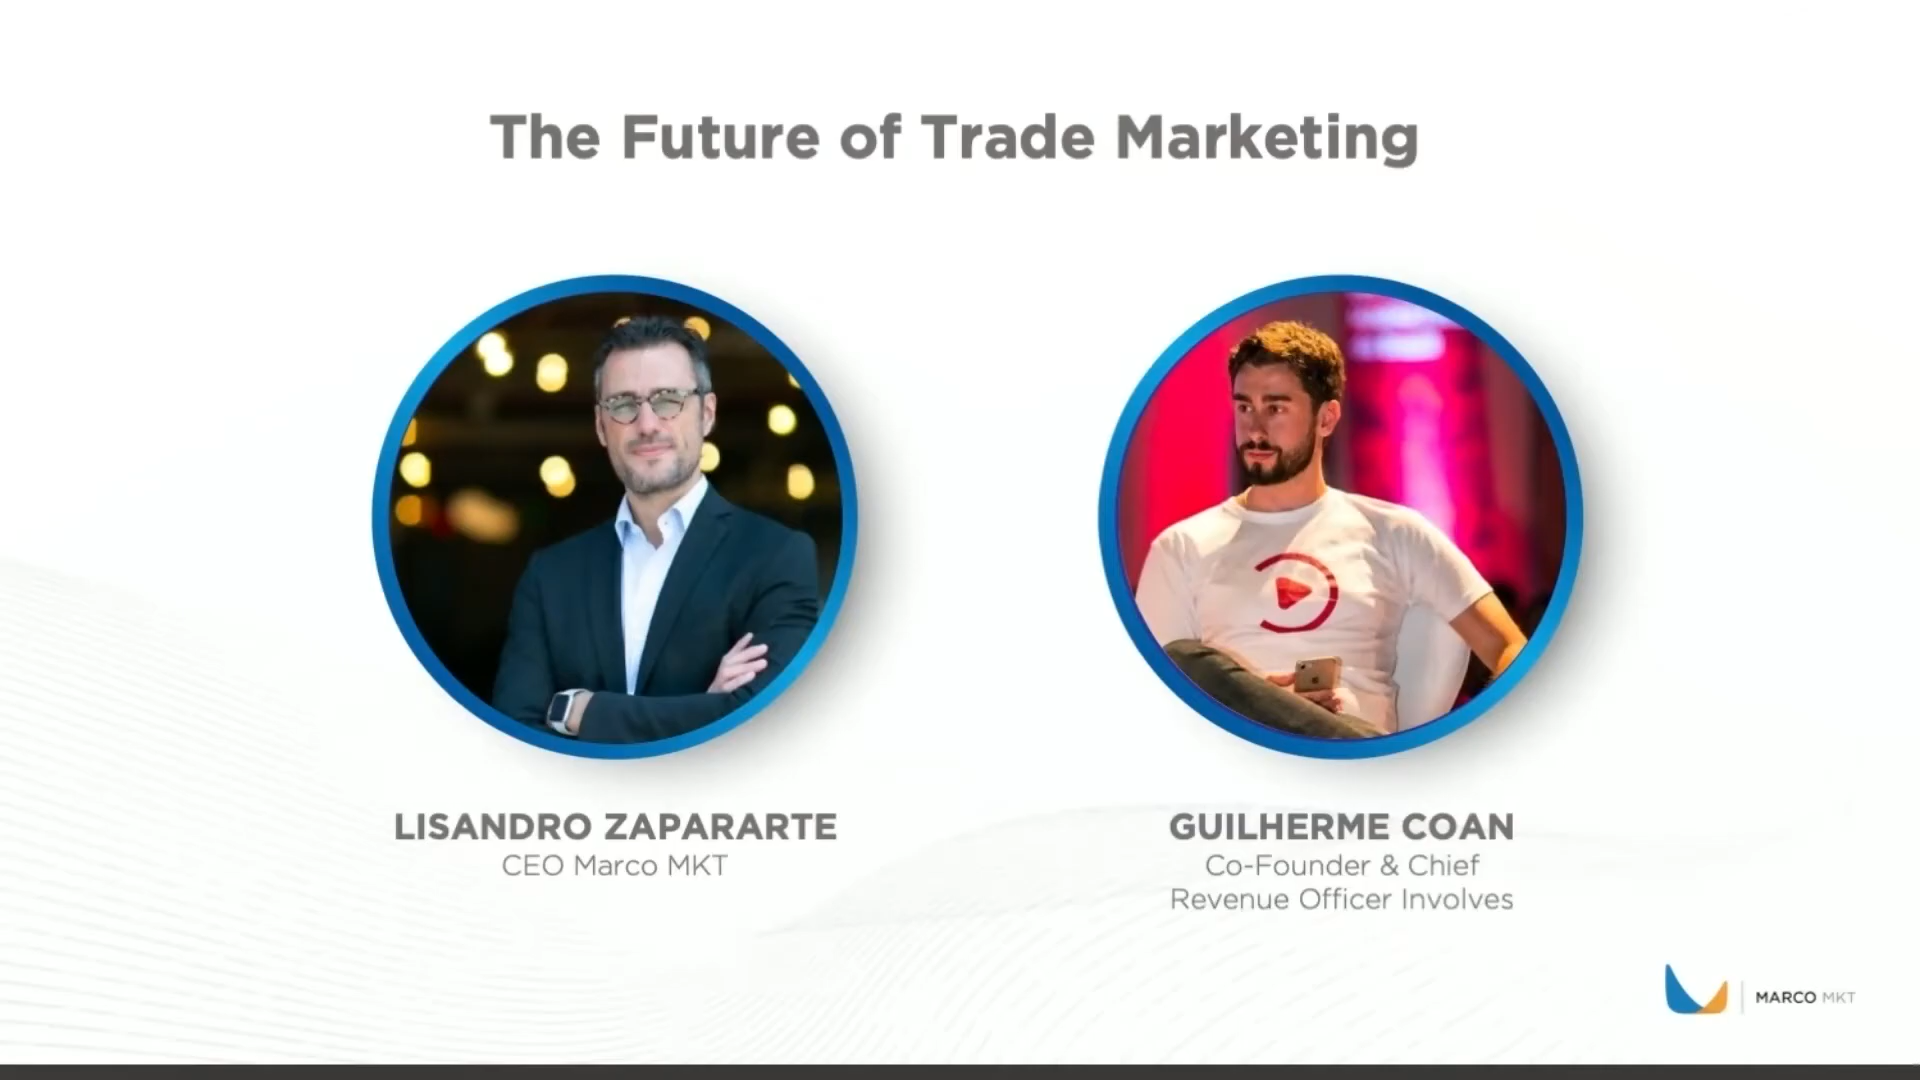 The Future of Trade Marketing
LISANDRO ZAPARARTE
CEO Marco MKT
GUILHERME COAN
Co-Founder & Chief
Revenue Officer Involves
MARCO MKT